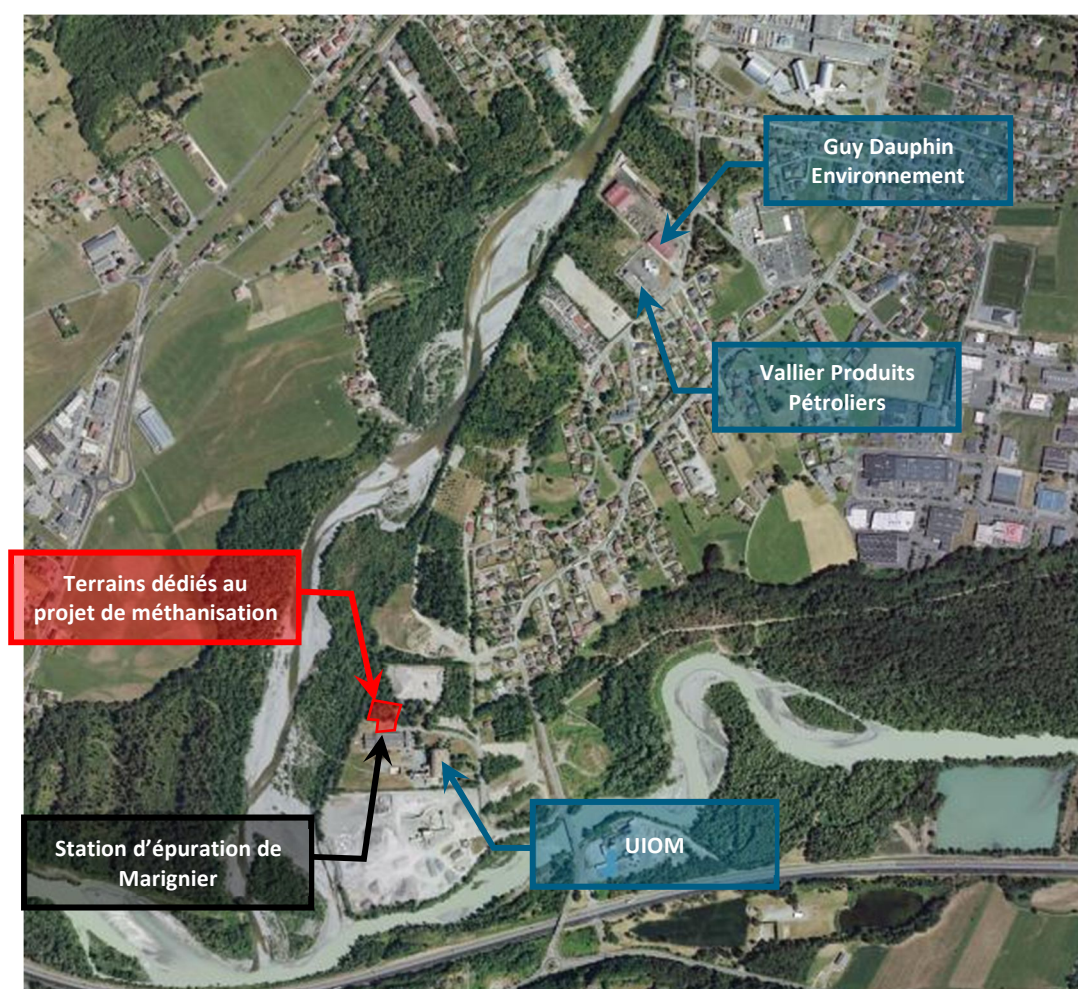 Guy Dauphin
Environnement
Vallier Produits
Pétroliers
Terrains dédiés au
projet de méthanisation
Station d'épuration de
Marignier
UIOM